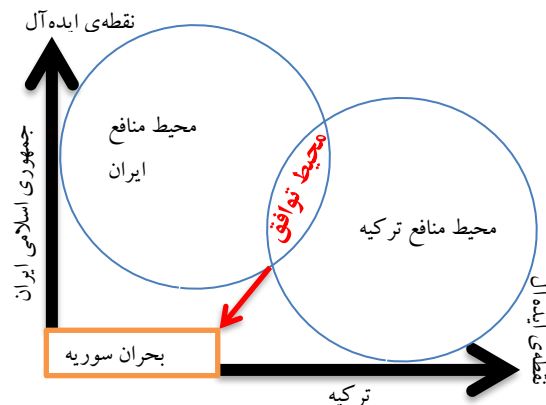 نقطه‌ی ایده‌آل
جمهوری اسلامی ایران
محیط منافع
ایران
محیط توافق
محیط منافع ترکیه
نقطه‌ی ایده‌آل
بحران سوریه
ترکیه